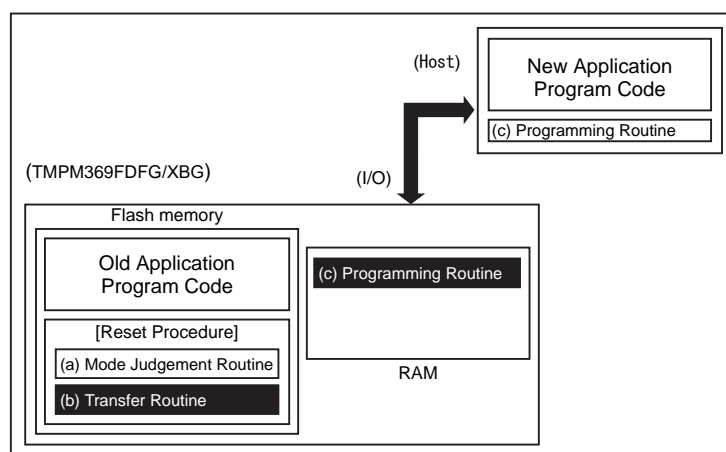 (Host)
New Application
Program Code
(c) Programming Routine
(TMPM369FDFG/XBG)
(I/O)
Flash memory
Old Application
Program Code
[Reset Procedure]
(a) Mode Judgement Routine
(b) Transfer Routine
(c) Programming Routine
RAM